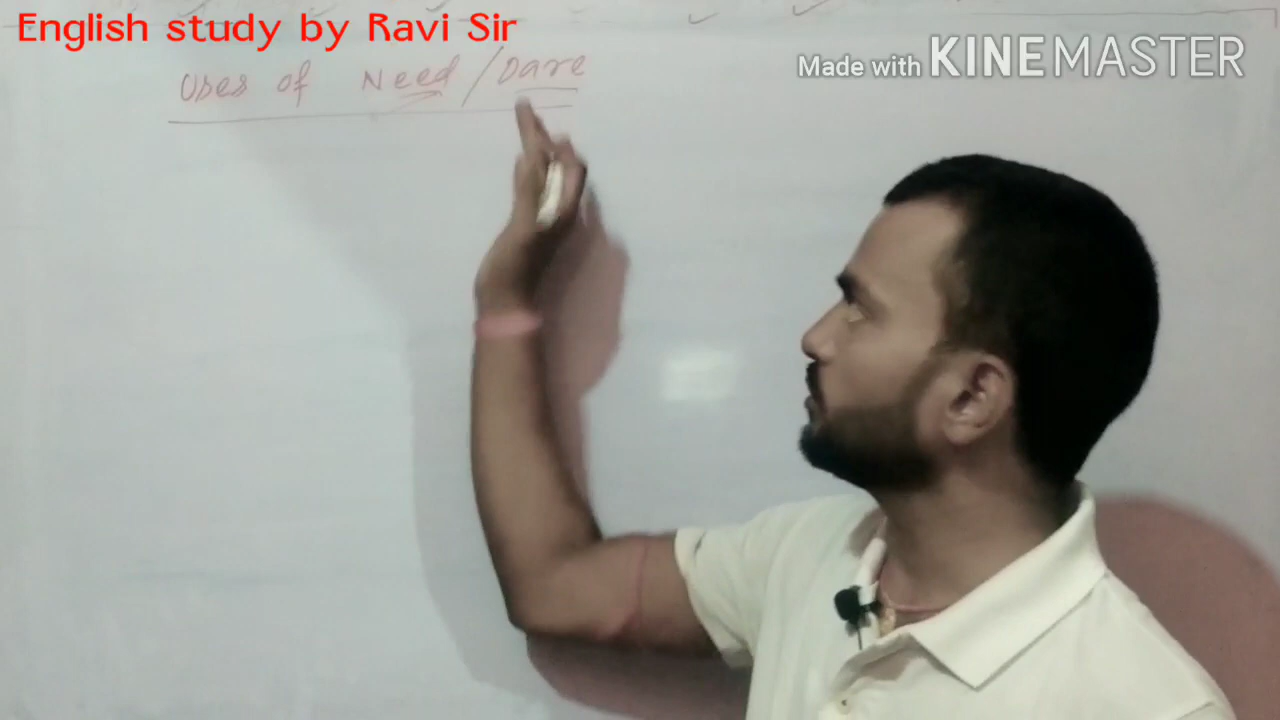 English study by Ravi Sir
Made with KINEMASTER
Uses of Need / Dare